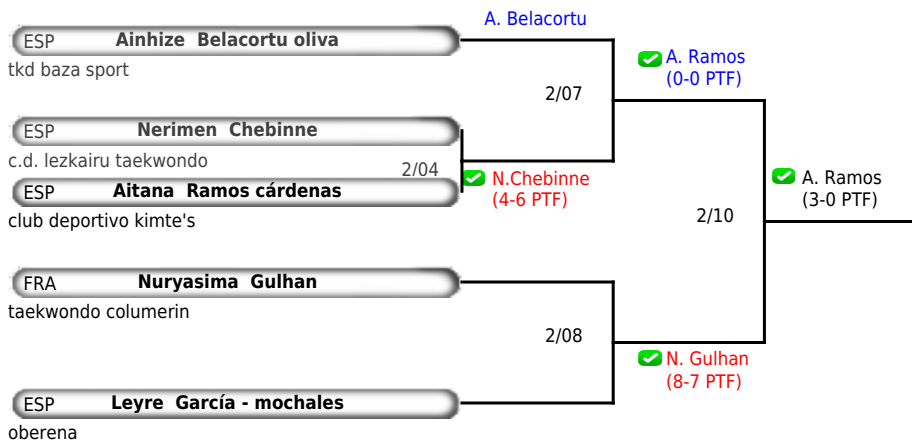 A. Belacortu
ESP Ainhize Belacortu oliva
tkd baza sport
A. Ramos
(0-0 PTF)
2/07
ESP Nerimen Chebinne
c.d. lezkairu taekwondo
2/04
ESP Aitana Ramos cárdenas
N.Chebinne
(4-6 PTF)
A. Ramos
(3-0 PTF)
club deportivo kimte's
2/10
FRA Nuryasima Gulhan
taekwondo columerin
2/08
N. Gulhan
(8-7 PTF)
ESP Leyre García - mochales
oberena